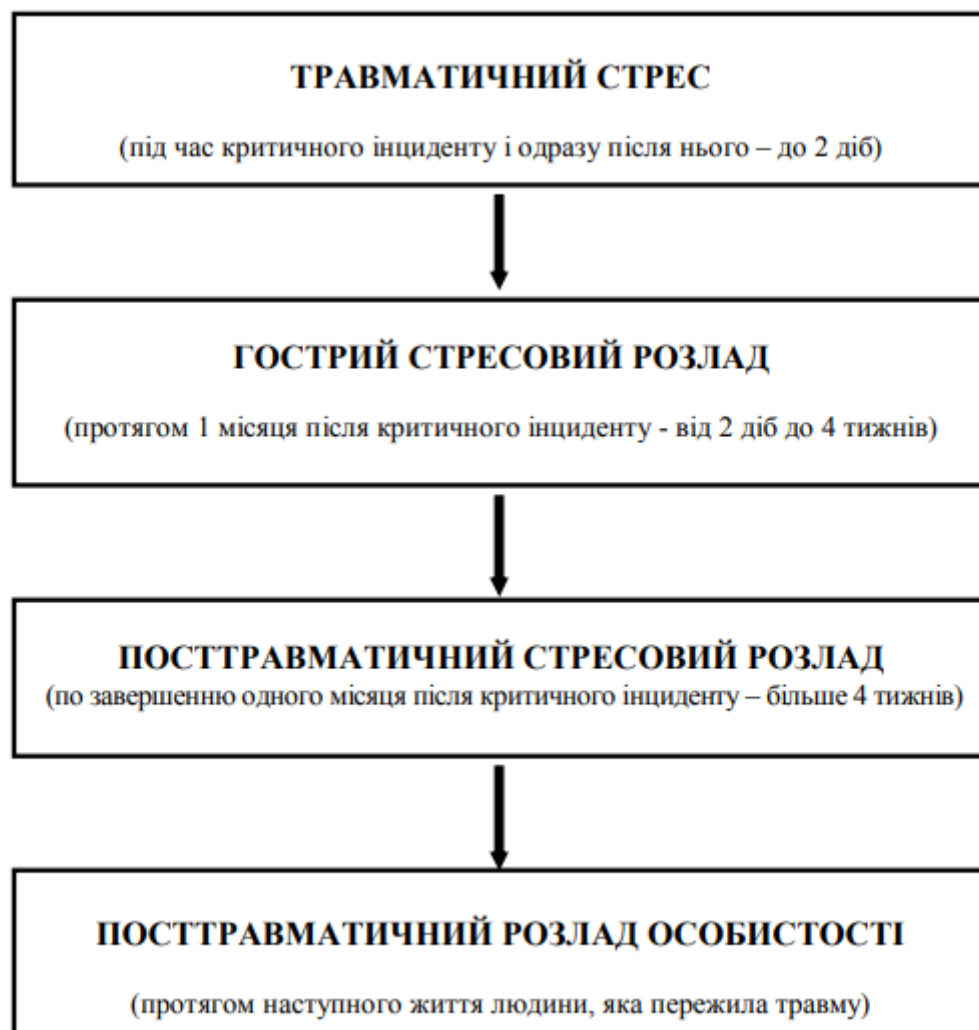 ТРАВМАТИЧНИЙ СТРЕС
(під час критичного інциденту і одразу після нього – до 2 діб)
ГОСТРИЙ СТРЕСОВИЙ РОЗЛАД
(протягом 1 місяця після критичного інциденту - від 2 діб до 4 тижнів)
ПОСТТРАВМАТИЧНИЙ СТРЕСОВИЙ РОЗЛАД
(по завершенню одного місяця після критичного інциденту – більше 4 тижнів)
ПОСТТРАВМАТИЧНИЙ РОЗЛАД ОСОБИСТОСТІ
(протягом наступного життя людини, яка пережила травму)